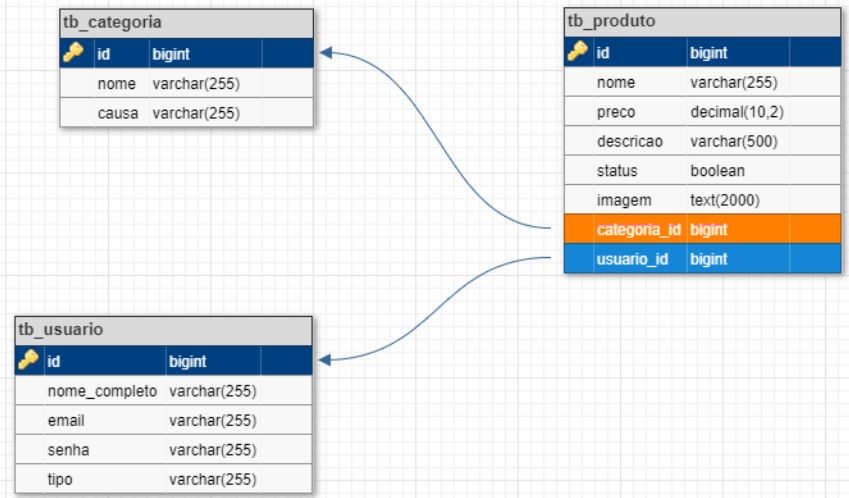 tb_categoria
id bigint
nome varchar(255)
causa varchar(255)
tb_produto
id bigint
nome varchar(255)
preco decimal(10,2)
descricao varchar(500)
status boolean
imagem text(2000)
categoria_id bigint
usuario_id bigint
tb_usuario
id bigint
nome_completo varchar(255)
email varchar(255)
senha varchar(255)
tipo varchar(255)